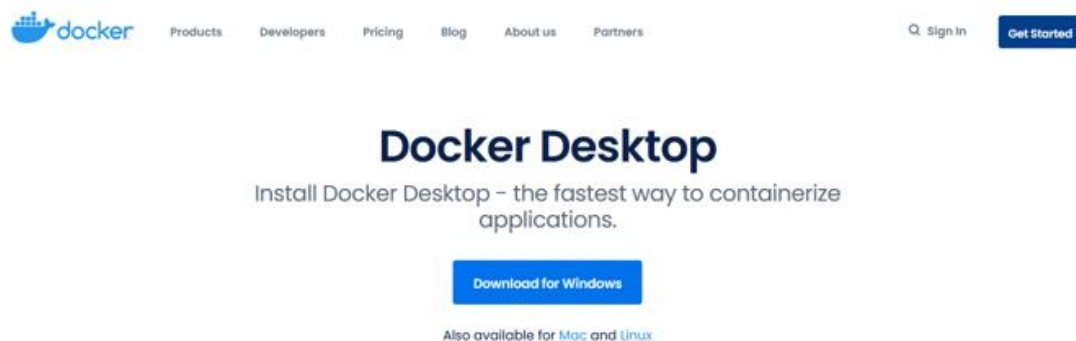 docker Products Developers Pricing Blog About us Partners Sign In Get Started
Docker Desktop
Install Docker Desktop - the fastest way to containerize
applications.
Download for Windows
Also available for Mac and Linux